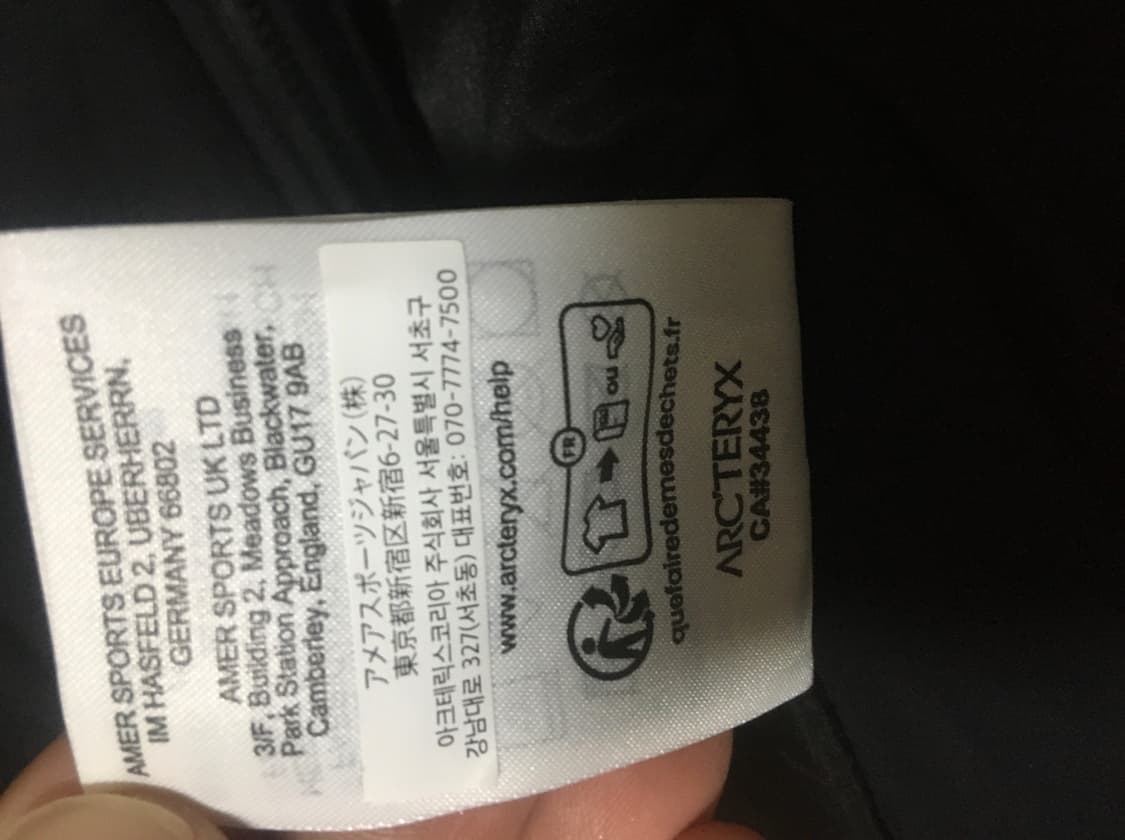 AMER SPORTS EUROPE SERVICES
IM HASFELD 2, UBERHERRN,
GERMANY 66802
AMER SPORTS UK LTD
3/F, Building 2, Meadows Business
Park Station Approach, Blackwater,
Camberley, England, GU17 9AB
アメアスポーツジャパン(株)
東京都新宿区新宿6-27-30
아크테릭스코리아 주식회사 서울특별시 서초구
강남대로 327(서초동) 대표번호: 070-7774-7500
www.arcteryx.com/help
FR
ou
quefairedemesdechets.fr
ARC'TERYX
CA#34438